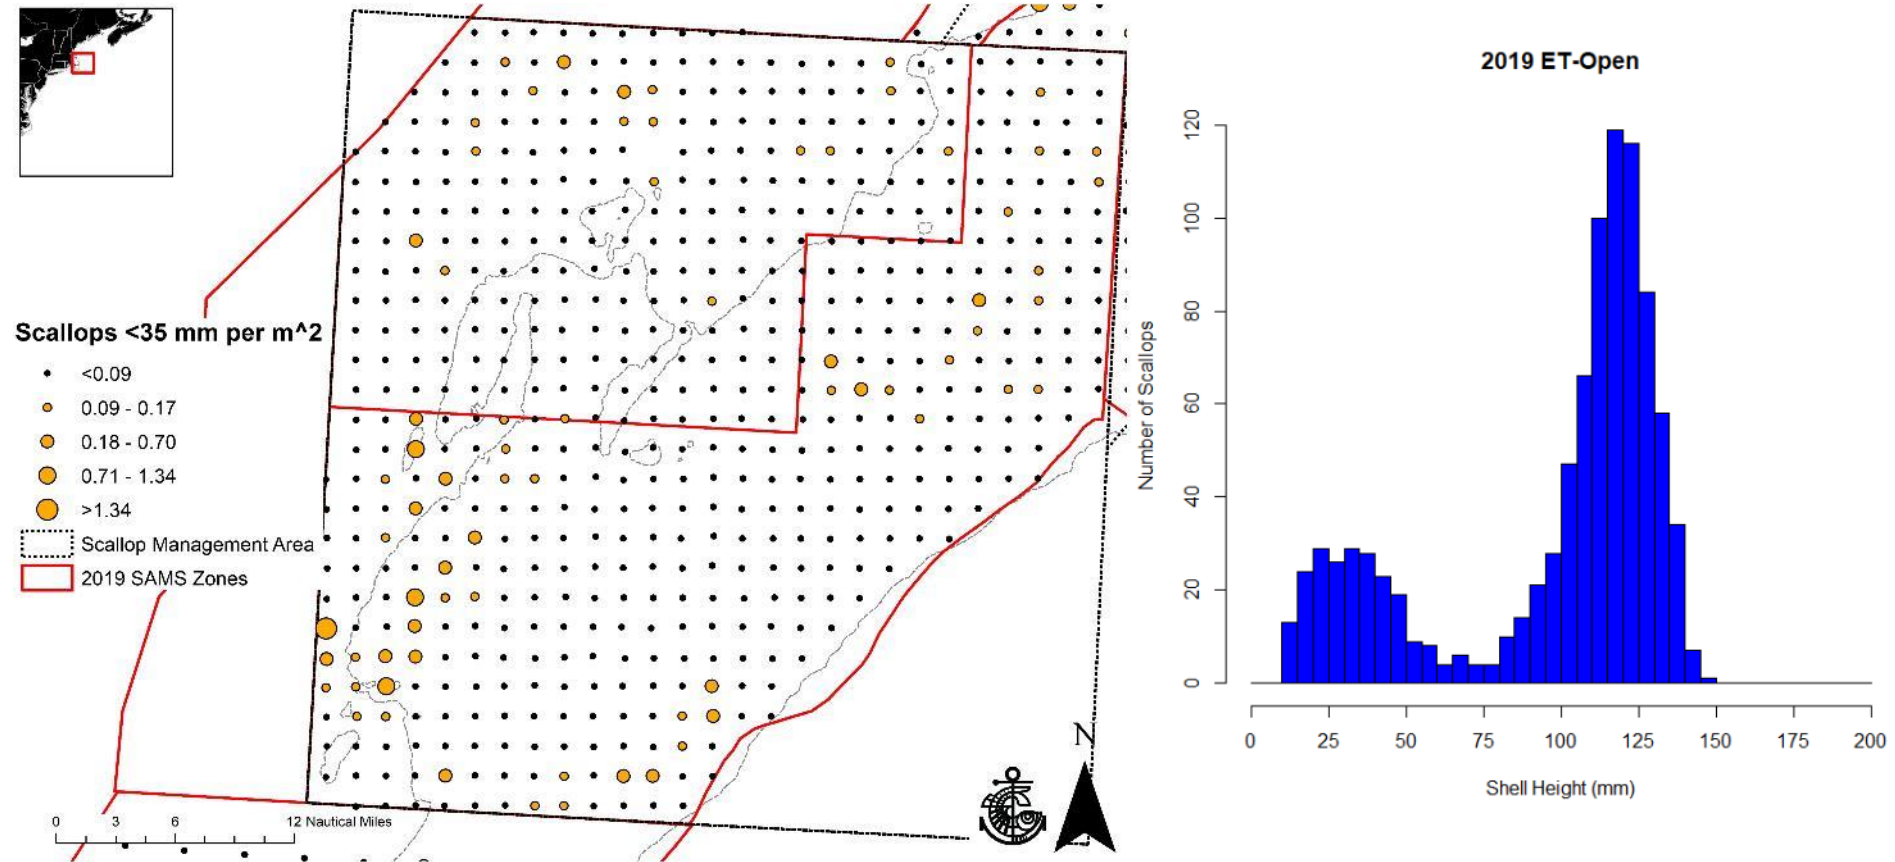 Scallops <35 mm per m^2
<0.09
0.09 - 0.17
0.18 - 0.70
0.71 - 1.34
>1.34
Scallop Management Area
2019 SAMS Zones
0 3 6 12 Nautical Miles
N
2019 ET-Open
Number of Scallops
120
100
80
60
40
20
0
0 25 50 75 100 125 150 175 200
Shell Height (mm)